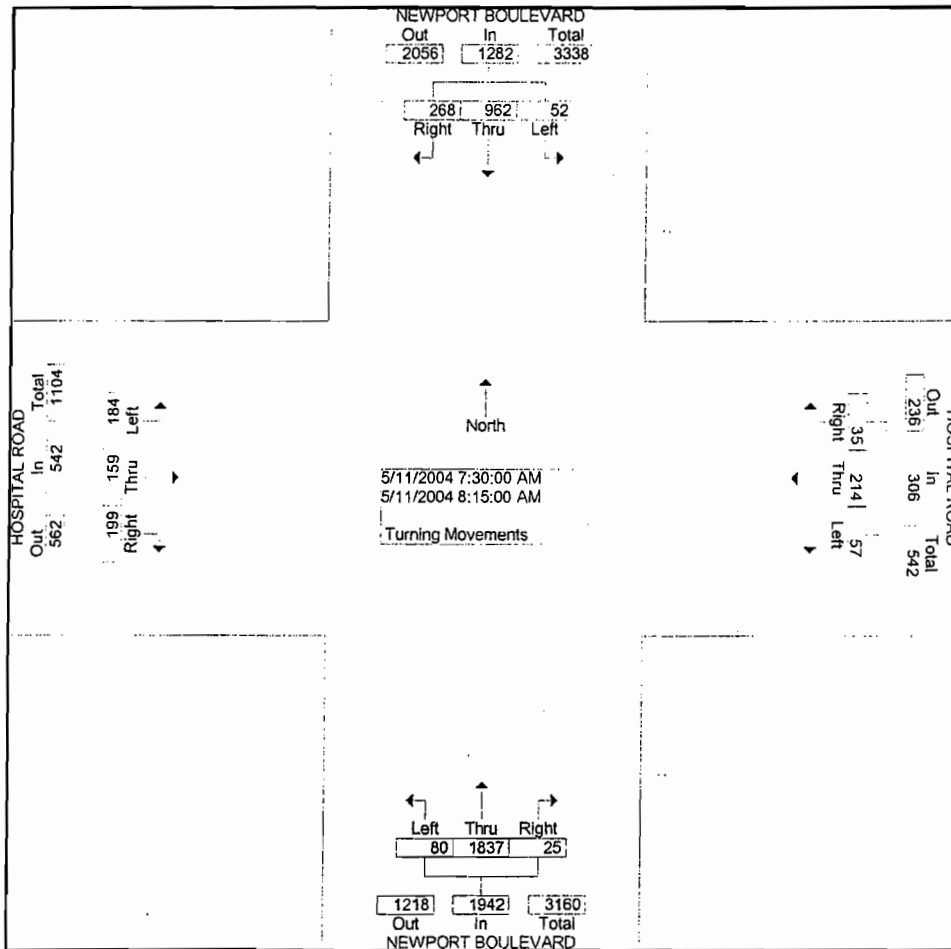 NEWPORT BOULEVARD
Out In Total
2056 1282 3338
268 962 52
Right Thru Left
HOSPITAL ROAD
Out In Total
562 542 1104
199 159 184
Right Thru Left
North
5/11/2004 7:30:00 AM
5/11/2004 8:15:00 AM
Turning Movements
Right Thru Left
35 214 57
Out In Total
236 306 542
HOSPITAL ROAD
Left Thru Right
80 1837 25
1218 1942 3160
Out In Total
NEWPORT BOULEVARD